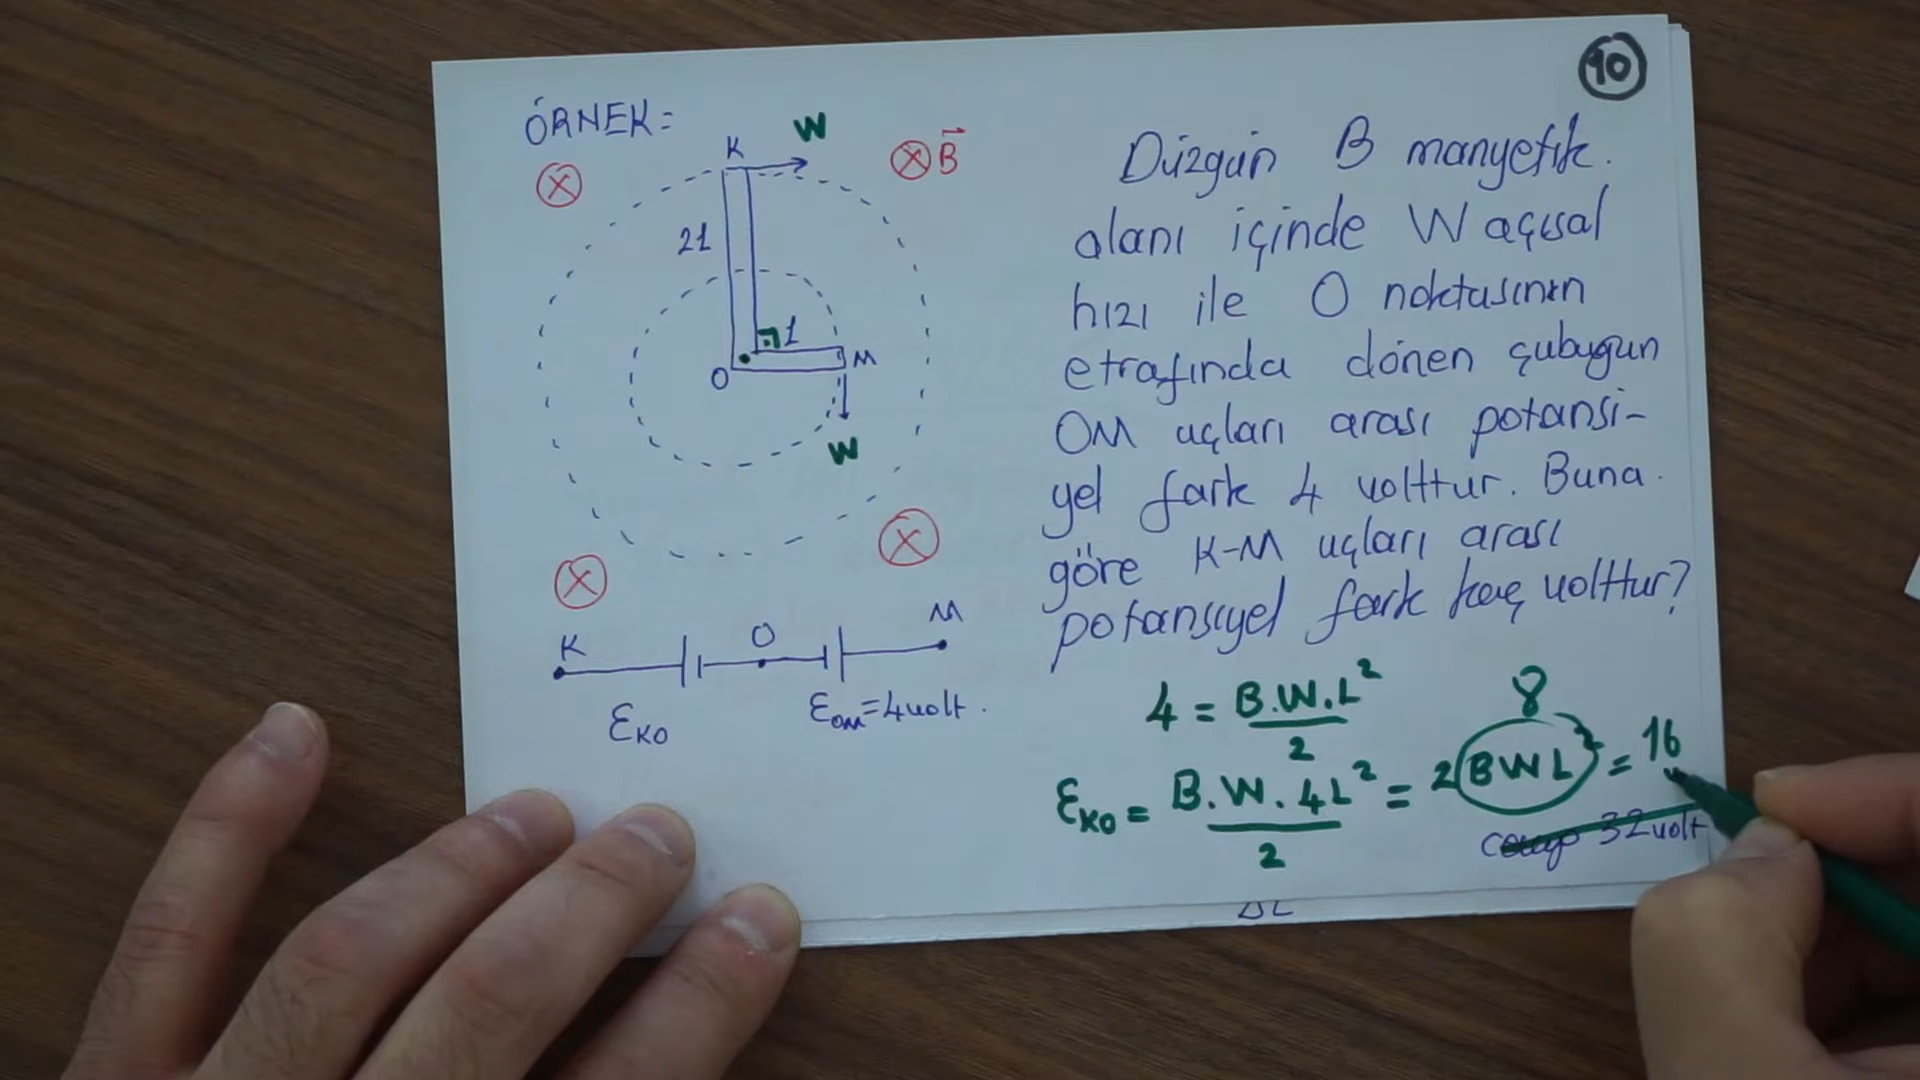 10
ÖRNEK=
K
W
B
2l
l
O
M
W
Düzgün B manyetik
alanı içinde W açısal
hızı ile O noktasının
etrafında dönen çubuğun
OM uçları arası potansi-
yel fark 4 volttur. Buna
göre K-M uçları arası
potansiyel fark kaç volttur?
K O M
εKO εOM=4volt.
4 = B.W.L² / 2
εKO = B.W.4L² / 2 = 2BWL² = 16
8
cevap 32 volt